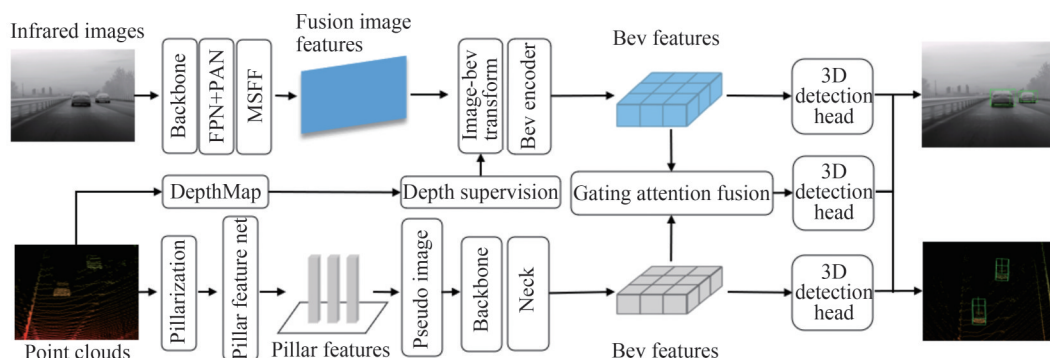 Infrared images
Backbone
FPN+PAN
MSFF
Fusion image
features
Image-bev
transform
Bev encoder
Bev features
3D
detection
head
DepthMap
Depth supervision
Gating attention fusion
3D
detection
head
Point clouds
Pillarization
Pillar feature net
Pillar features
Pseudo image
Backbone
Neck
Bev features
3D
detection
head